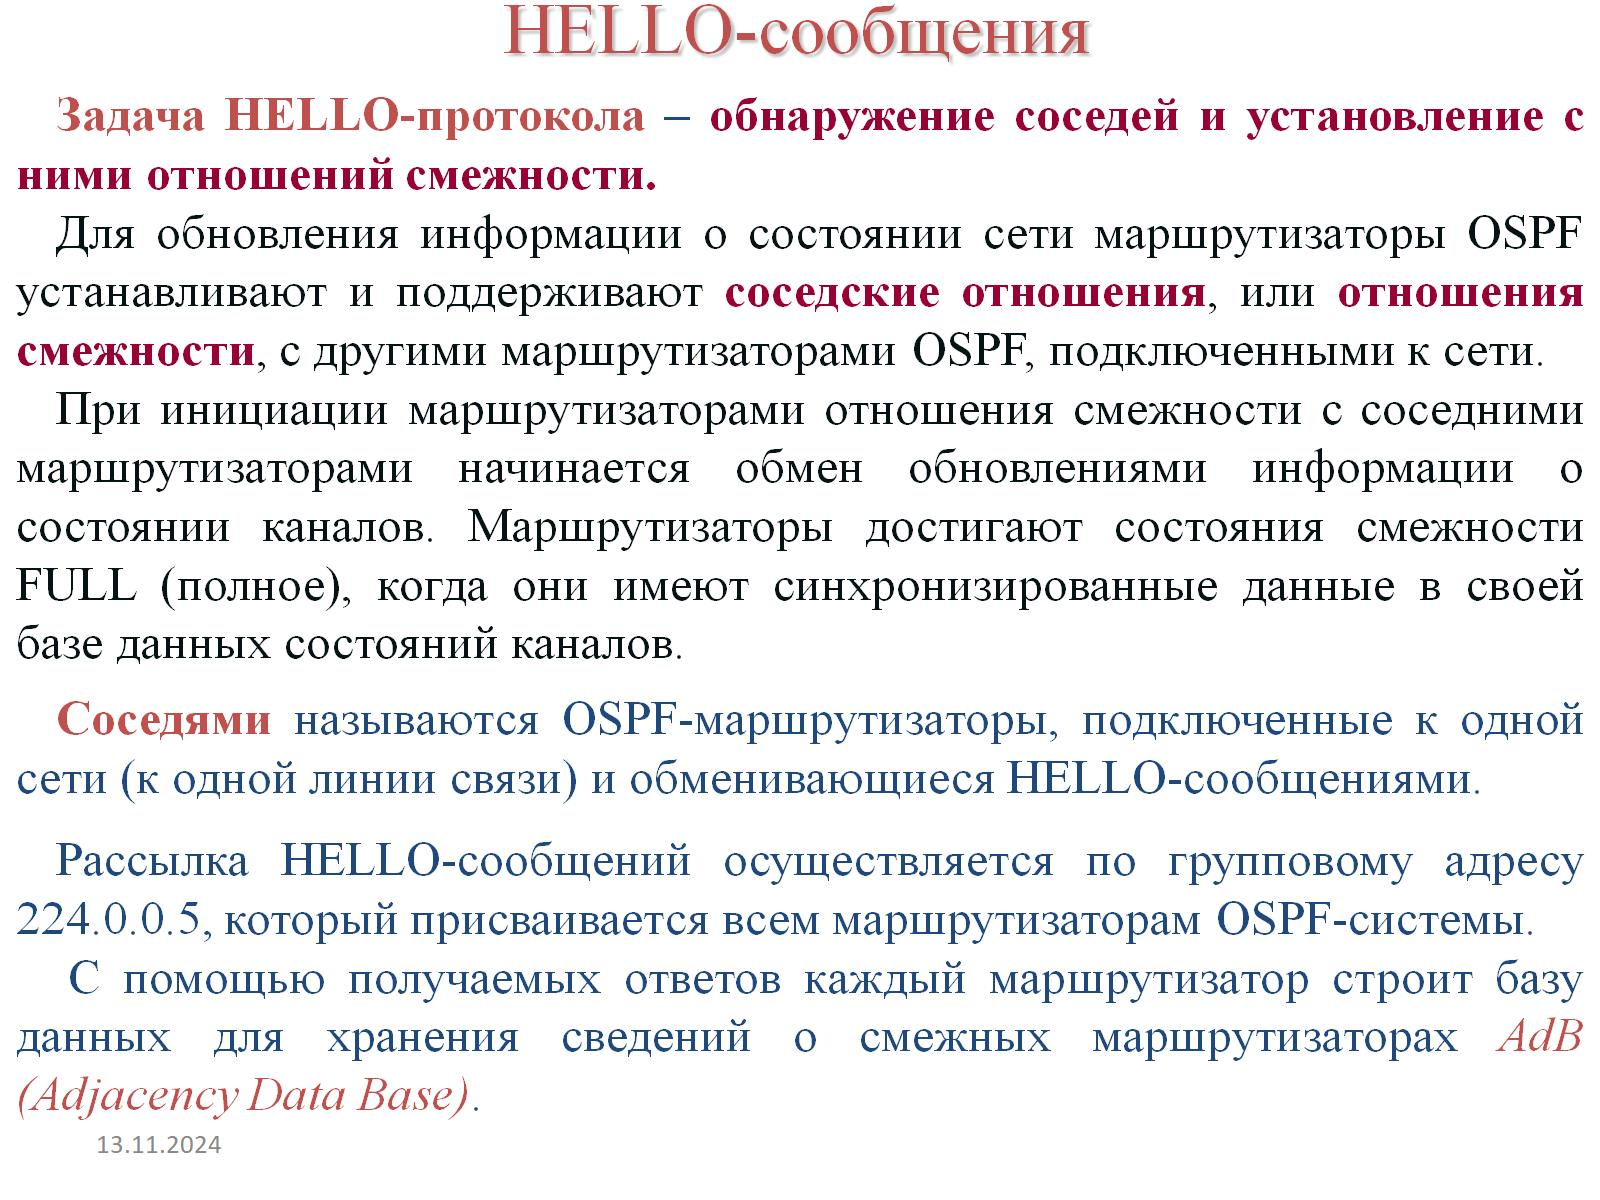 HELLO-сообщения
Задача HELLO-протокола – обнаружение соседей и установление с
ними отношений смежности.
Для обновления информации о состоянии сети маршрутизаторы OSPF
устанавливают и поддерживают соседские отношения, или отношения
смежности, с другими маршрутизаторами OSPF, подключенными к сети.
При инициации маршрутизаторами отношения смежности с соседними
маршрутизаторами начинается обмен обновлениями информации о
состоянии каналов. Маршрутизаторы достигают состояния смежности
FULL (полное), когда они имеют синхронизированные данные в своей
базе данных состояний каналов.
Соседями называются OSPF-маршрутизаторы, подключенные к одной
сети (к одной линии связи) и обменивающиеся HELLO-сообщениями.
Рассылка HELLO-сообщений осуществляется по групповому адресу
224.0.0.5, который присваивается всем маршрутизаторам OSPF-системы.
С помощью получаемых ответов каждый маршрутизатор строит базу
данных для хранения сведений о смежных маршрутизаторах AdB
(Adjacency Data Base).
13.11.2024